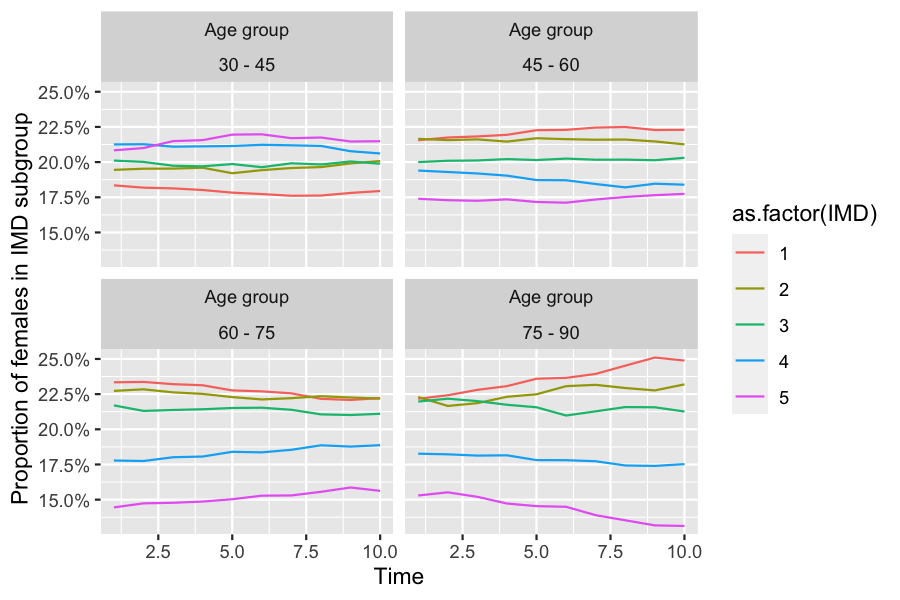 Age group
30 - 45
Age group
45 - 60
25.0%
22.5%
20.0%
17.5%
15.0%
Age group
60 - 75
Age group
75 - 90
25.0%
22.5%
20.0%
17.5%
15.0%
2.5
5.0
7.5
10.0
2.5
5.0
7.5
10.0
Time
Proportion of females in IMD subgroup
as.factor(IMD)
1
2
3
4
5